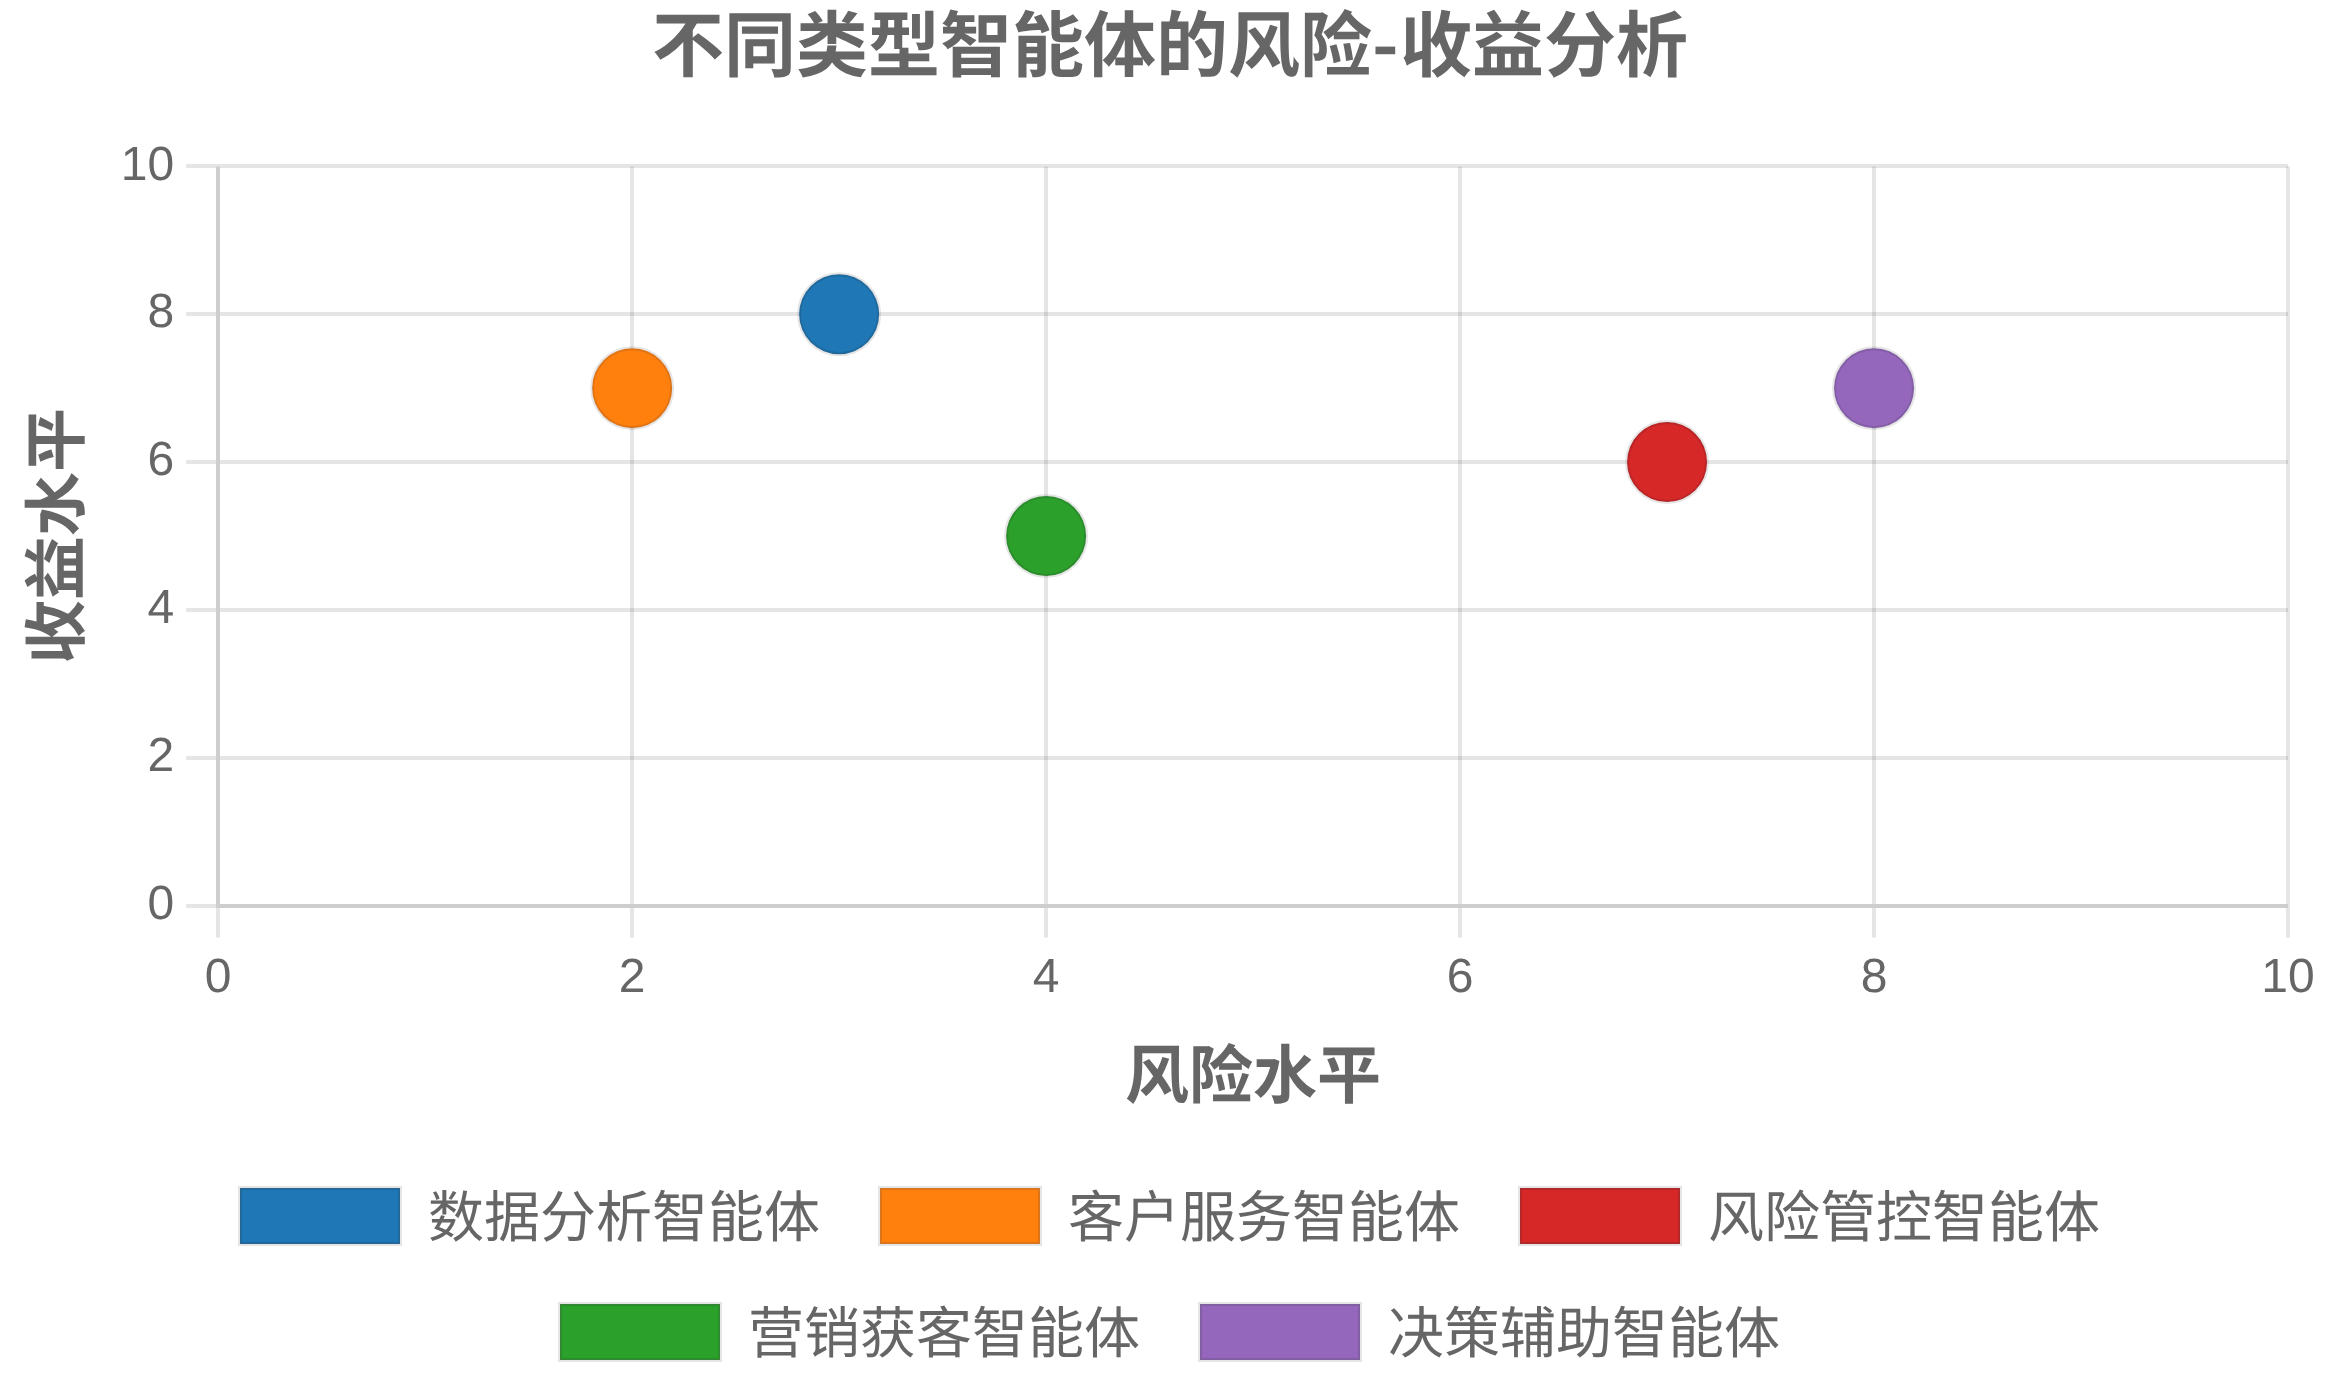 不同类型智能体的风险-收益分析
10
8
6
4
2
0
收益水平
0 2 4 6 8 10
风险水平
数据分析智能体 客户服务智能体 风险管控智能体
营销获客智能体 决策辅助智能体